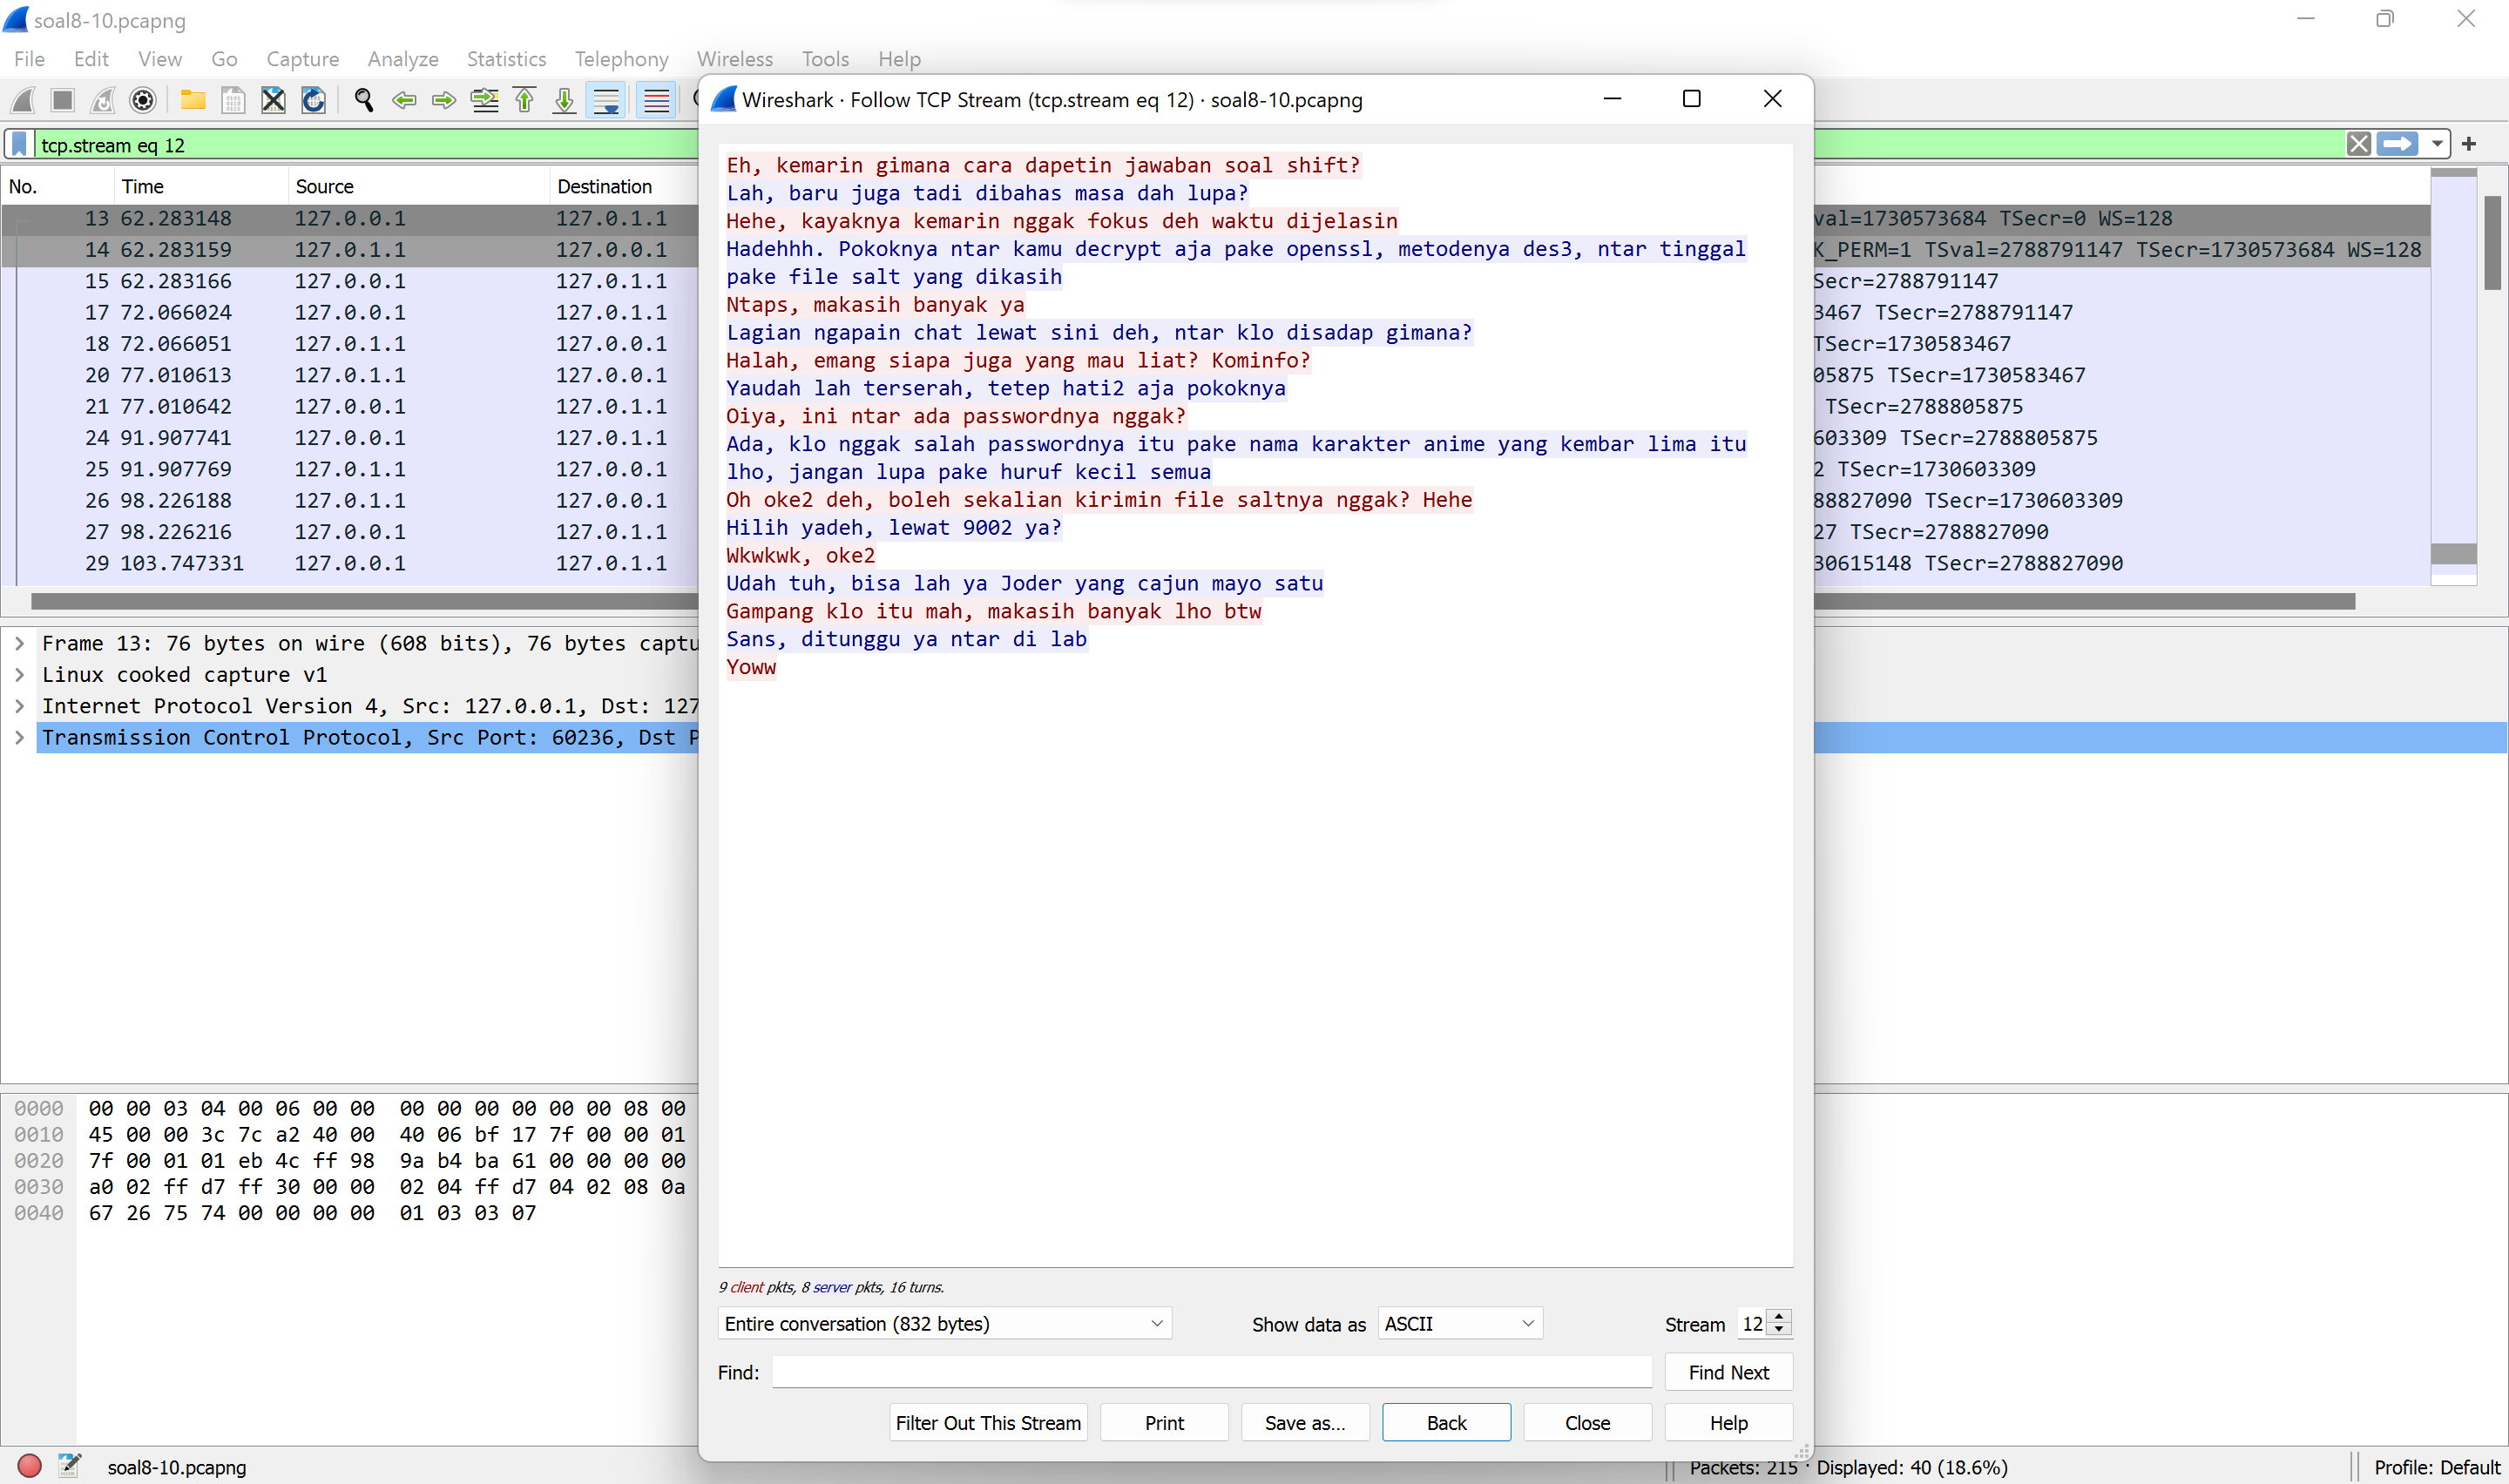 soal8-10.pcapng
File Edit View Go Capture Analyze Statistics Telephony Wireless Tools Help
Wireshark · Follow TCP Stream (tcp.stream eq 12) · soal8-10.pcapng
tcp.stream eq 12
No. Time Source Destination
13 62.283148 127.0.0.1 127.0.1.1 val=1730573684 TSecr=0 WS=128
14 62.283159 127.0.1.1 127.0.0.1 K_PERM=1 TSval=2788791147 TSecr=1730573684 WS=128
15 62.283166 127.0.0.1 127.0.1.1 Secr=2788791147
17 72.066024 127.0.0.1 127.0.1.1 3467 TSecr=2788791147
18 72.066051 127.0.1.1 127.0.0.1 TSecr=1730583467
20 77.010613 127.0.1.1 127.0.0.1 05875 TSecr=1730583467
21 77.010642 127.0.0.1 127.0.1.1 TSecr=2788805875
24 91.907741 127.0.0.1 127.0.1.1 603309 TSecr=2788805875
25 91.907769 127.0.1.1 127.0.0.1 2 TSecr=1730603309
26 98.226188 127.0.1.1 127.0.0.1 88827090 TSecr=1730603309
27 98.226216 127.0.0.1 127.0.1.1 27 TSecr=2788827090
29 103.747331 127.0.0.1 127.0.1.1 30615148 TSecr=2788827090
Frame 13: 76 bytes on wire (608 bits), 76 bytes captu
Linux cooked capture v1
Internet Protocol Version 4, Src: 127.0.0.1, Dst: 127
Transmission Control Protocol, Src Port: 60236, Dst P
0000 00 00 03 04 00 06 00 00 00 00 00 00 00 00 08 00
0010 45 00 00 3c 7c a2 40 00 40 06 bf 17 7f 00 00 01
0020 7f 00 01 01 eb 4c ff 98 9a b4 ba 61 00 00 00 00
0030 a0 02 ff d7 ff 30 00 00 02 04 ff d7 04 02 08 0a
0040 67 26 75 74 00 00 00 00 01 03 03 07
Eh, kemarin gimana cara dapetin jawaban soal shift?
Lah, baru juga tadi dibahas masa dah lupa?
Hehe, kayaknya kemarin nggak fokus deh waktu dijelasin
Hadehhh. Pokoknya ntar kamu decrypt aja pake openssl, metodenya des3, ntar tinggal
pake file salt yang dikasih
Ntaps, makasih banyak ya
Lagian ngapain chat lewat sini deh, ntar klo disadap gimana?
Halah, emang siapa juga yang mau liat? Kominfo?
Yaudah lah terserah, tetep hati2 aja pokoknya
Oiya, ini ntar ada passwordnya nggak?
Ada, klo nggak salah passwordnya itu pake nama karakter anime yang kembar lima itu
lho, jangan lupa pake huruf kecil semua
Oh oke2 deh, boleh sekalian kirimin file saltnya nggak? Hehe
Hilih yadeh, lewat 9002 ya?
Wkwkwk, oke2
Udah tuh, bisa lah ya Joder yang cajun mayo satu
Gampang klo itu mah, makasih banyak lho btw
Sans, ditunggu ya ntar di lab
Yoww
9 client pkts, 8 server pkts, 16 turns.
Entire conversation (832 bytes) Show data as ASCII Stream 12
Find: Find Next
Filter Out This Stream Print Save as... Back Close Help
soal8-10.pcapng Packets: 215 · Displayed: 40 (18.6%) Profile: Default